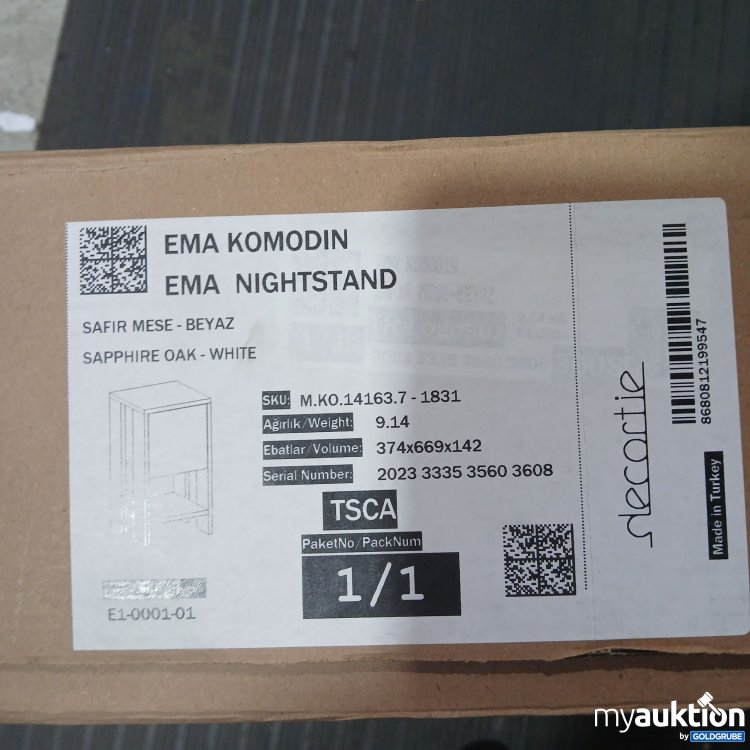 EMA KOMODIN
EMA NIGHTSTAND
SAFIR MESE - BEYAZ
SAPPHIRE OAK - WHITE
SKU: M.KO.14163.7 - 1831
Ağırlık/Weight: 9.14
Ebatlar/Volume: 374x669x142
Serial Number: 2023 3335 3560 3608
TSCA
PaketNo/PackNum
1/1
E1-0001-01
decortie
8680812199547
Made in Turkey
myauktion
by GOLDGRUBE